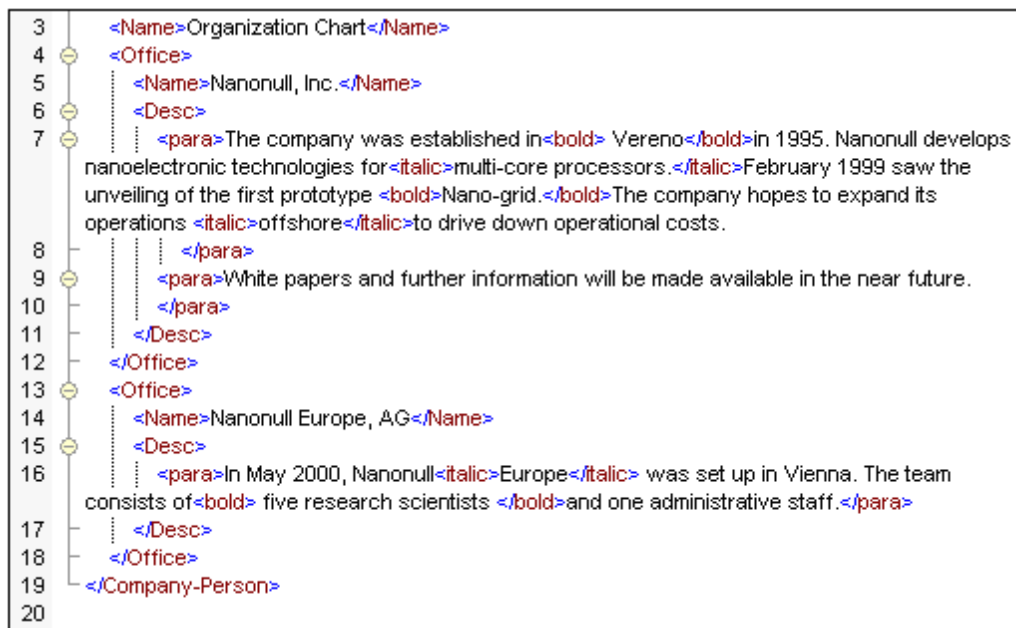 3 <Name>Organization Chart</Name>
4 <Office>
5 <Name>Nanonull, Inc.</Name>
6 <Desc>
7 <para>The company was established in<bold> Vereno</bold>in 1995. Nanonull develops
nanoelectronic technologies for<italic>multi-core processors.</italic>February 1999 saw the
unveiling of the first prototype <bold>Nano-grid.</bold>The company hopes to expand its
operations <italic>offshore</italic>to drive down operational costs.
8 </para>
9 <para>White papers and further information will be made available in the near future.
10 </para>
11 </Desc>
12 </Office>
13 <Office>
14 <Name>Nanonull Europe, AG</Name>
15 <Desc>
16 <para>In May 2000, Nanonull<italic>Europe</italic> was set up in Vienna. The team
consists of<bold> five research scientists </bold>and one administrative staff.</para>
17 </Desc>
18 </Office>
19 </Company-Person>
20